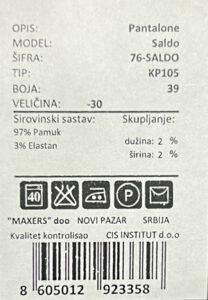 OPIS: Pantalone
MODEL: Saldo
ŠIFRA: 76-SALDO
TIP: KP105
BOJA: 39
VELIČINA: -30
Sirovinski sastav: Skupljanje:
97% Pamuk
3% Elastan
dužina: 2 %
širina: 2 %
40 P
"MAXERS" doo NOVI PAZAR SRBIJA
Kvalitet kontrolisao CIS INSTITUT d.o.o
8 605012 923358